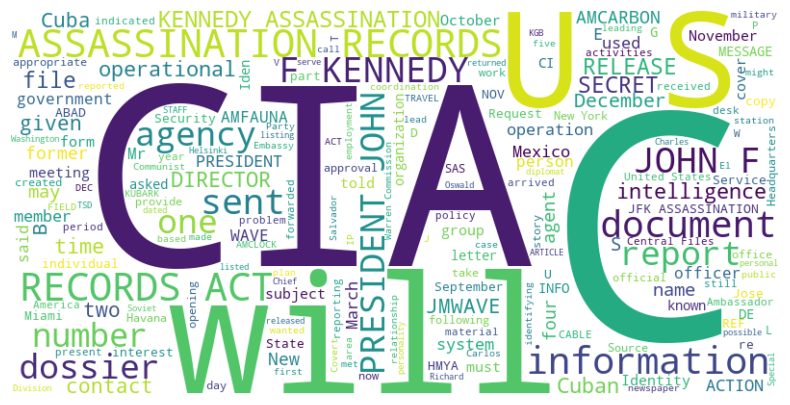 M
indicated
KENNEDY ASSASSINATION
October
AMCARBON
E
G
military
P
Cuba
call
T
KGB
leading
activities
ASSASSINATION RECORDS
U
S
used
November
appropriate
serve
five
V
returned
MESSAGE
might
operational
Iden
F KENNEDY
work
CI
RELEASE
received
file
reported
part
coordination
SECRET
cover
copy
government
STAFF
TRAVEL
December
desk
station
ABAD
AMFAUNA
NOV
Request
New York
W
given
Security
Party
ACT
lead
D
operation
Charles
El
former
form
agency
listing
employment
organization
Mexico
diplomat
Washington
Mr
year
Helsinki
Embassy
approval
SAS
person
United States
Headquarters
meeting
Communist
PRESIDENT
told
Oswald
arrived
JOHN F
created
asked
DIRECTOR
Service
DEC
KUBARK
provide
forwarded
Warren Commission
agent
intelligence
may
FIELD
TSD
dated
CIA
C
PRESIDENT JOHN
JFK ASSASSINATION
member
B
sent
problem
Salvador
policy
story
document
said
period
one
WAVE
IP
group
S
Central Files
office
time
based
made
AMCLOCK
J
case
ARTICLE
report
personal
individual
listed
letter
U
official
public
plan
opening
RECORDS ACT
will
Chief
subject
March
September
INFO
officer
still
Ambassador
America
Soviet
Havana
released
wanted
JMWAVE
take
four
name
known
Jose
Miami
two
State
reporting
area
relationship
following
identifying
CABLE
DE
REF
possible
L
number
New
Covert
met
personality
material
system
Source
re
present
interest
first
Carlos
must
information
Special
dossier
contact
day
now
Richard
HMYA
newspaper
Cuban
Identity
ACTION
Division